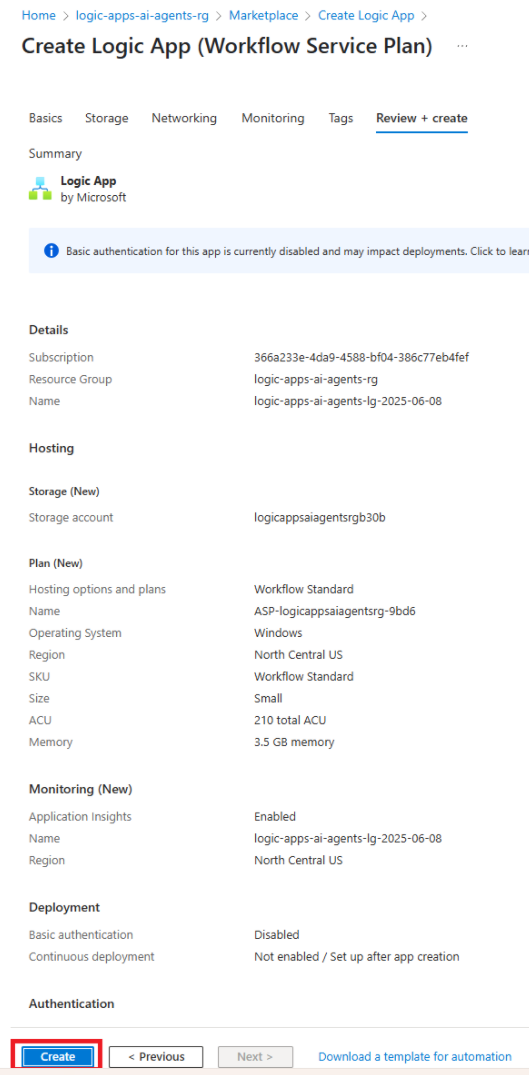 Home > logic-apps-ai-agents-rg > Marketplace > Create Logic App >
Create Logic App (Workflow Service Plan) ...
Basics Storage Networking Monitoring Tags Review + create
Summary
Logic App
by Microsoft
Basic authentication for this app is currently disabled and may impact deployments. Click to lear
Details
Subscription 366a233e-4da9-4588-bf04-386c77eb4fef
Resource Group logic-apps-ai-agents-rg
Name logic-apps-ai-agents-lg-2025-06-08
Hosting
Storage (New)
Storage account logicappsaiagentsrgb30b
Plan (New)
Hosting options and plans Workflow Standard
Name ASP-logicappsaiagentsrg-9bd6
Operating System Windows
Region North Central US
SKU Workflow Standard
Size Small
ACU 210 total ACU
Memory 3.5 GB memory
Monitoring (New)
Application Insights Enabled
Name logic-apps-ai-agents-lg-2025-06-08
Region North Central US
Deployment
Basic authentication Disabled
Continuous deployment Not enabled / Set up after app creation
Authentication
Create < Previous Next > Download a template for automation